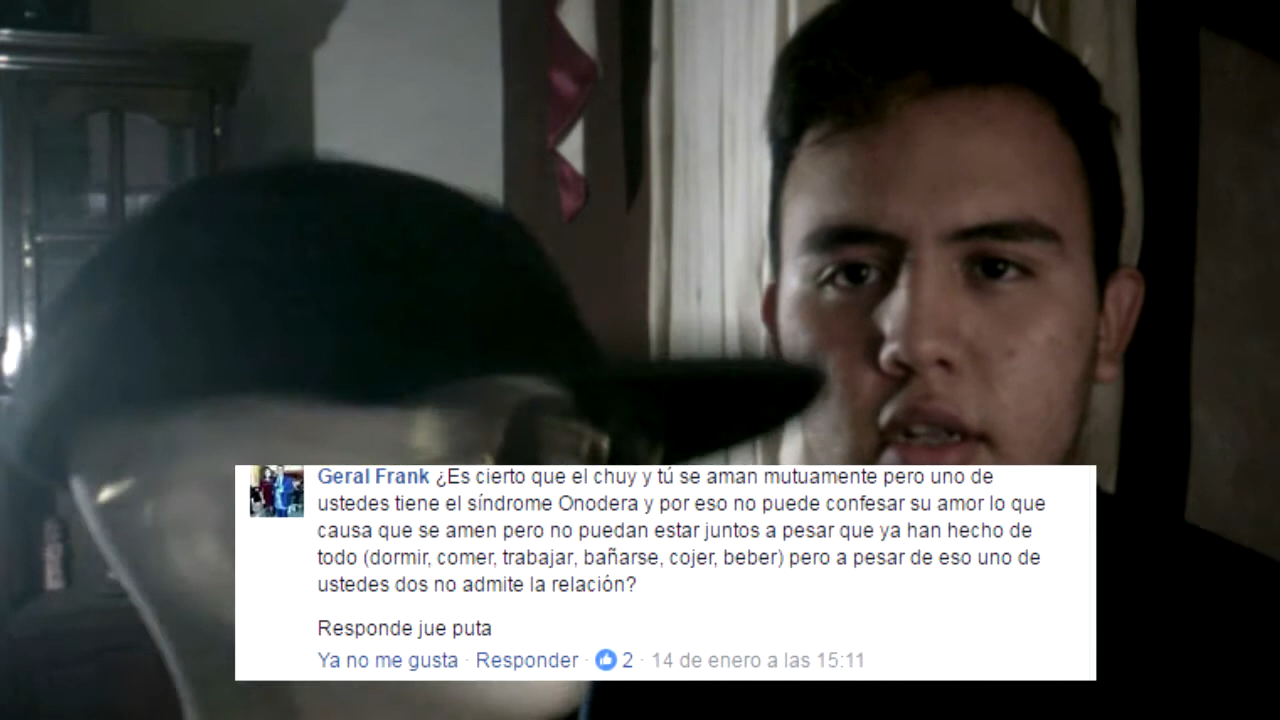 Geral Frank ¿Es cierto que el chuy y tú se aman mutuamente pero uno de
ustedes tiene el síndrome Onodera y por eso no puede confesar su amor lo que
causa que se amen pero no puedan estar juntos a pesar que ya han hecho de
todo (dormir, comer, trabajar, bañarse, cojer, beber) pero a pesar de eso uno de
ustedes dos no admite la relación?
Responde jue puta
Ya no me gusta · Responder · 2 · 14 de enero a las 15:11